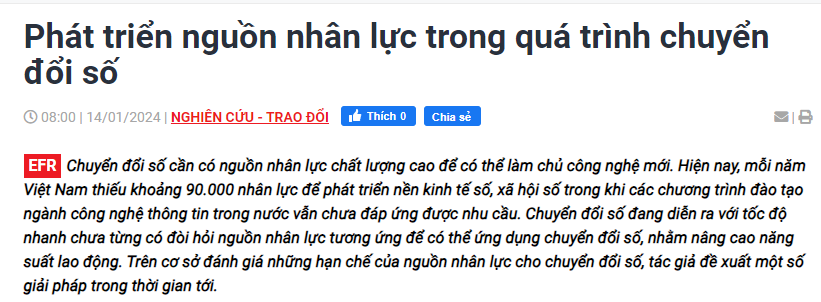 Phát triển nguồn nhân lực trong quá trình chuyển
đổi số
08:00 | 14/01/2024 | NGHIÊN CỨU - TRAO ĐỔI Thích 0 Chia sẻ |
EFR Chuyển đổi số cần có nguồn nhân lực chất lượng cao để có thể làm chủ công nghệ mới. Hiện nay, mỗi năm
Việt Nam thiếu khoảng 90.000 nhân lực để phát triển nền kinh tế số, xã hội số trong khi các chương trình đào tạo
ngành công nghệ thông tin trong nước vẫn chưa đáp ứng được nhu cầu. Chuyển đổi số đang diễn ra với tốc độ
nhanh chưa từng có đòi hỏi nguồn nhân lực tương ứng để có thể ứng dụng chuyển đổi số, nhằm nâng cao năng
suất lao động. Trên cơ sở đánh giá những hạn chế của nguồn nhân lực cho chuyển đổi số, tác giả đề xuất một số
giải pháp trong thời gian tới.